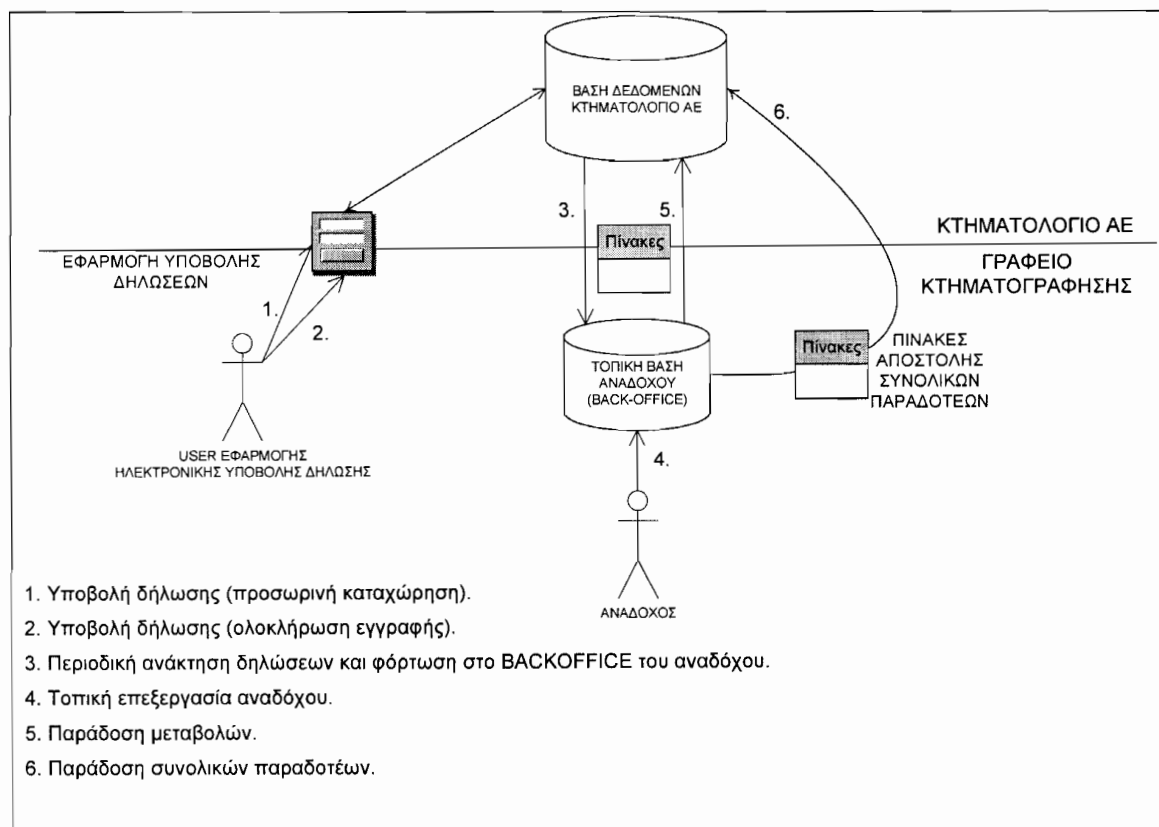 ΒΑΣΗ ΔΕΔΟΜΕΝΩΝ
ΚΤΗΜΑΤΟΛΟΓΙΟ ΑΕ
6.
3.
5.
Πίνακες
ΚΤΗΜΑΤΟΛΟΓΙΟ ΑΕ
ΕΦΑΡΜΟΓΗ ΥΠΟΒΟΛΗΣ
ΔΗΛΩΣΕΩΝ
ΓΡΑΦΕΙΟ
ΚΤΗΜΑΤΟΓΡΑΦΗΣΗΣ
1.
2.
ΤΟΠΙΚΗ ΒΑΣΗ
ΑΝΑΔΟΧΟΥ
(BACK-OFFICE)
Πίνακες
ΠΙΝΑΚΕΣ
ΑΠΟΣΤΟΛΗΣ
ΣΥΝΟΛΙΚΩΝ
ΠΑΡΑΔΟΤΕΩΝ
USER ΕΦΑΡΜΟΓΗΣ
ΗΛΕΚΤΡΟΝΙΚΗΣ ΥΠΟΒΟΛΗΣ ΔΗΛΩΣΗΣ
4.
ΑΝΑΔΟΧΟΣ
1. Υποβολή δήλωσης (προσωρινή καταχώρηση).
2. Υποβολή δήλωσης (ολοκλήρωση εγγραφής).
3. Περιοδική ανάκτηση δηλώσεων και φόρτωση στο BACKOFFICE του αναδόχου.
4. Τοπική επεξεργασία αναδόχου.
5. Παράδοση μεταβολών.
6. Παράδοση συνολικών παραδοτέων.